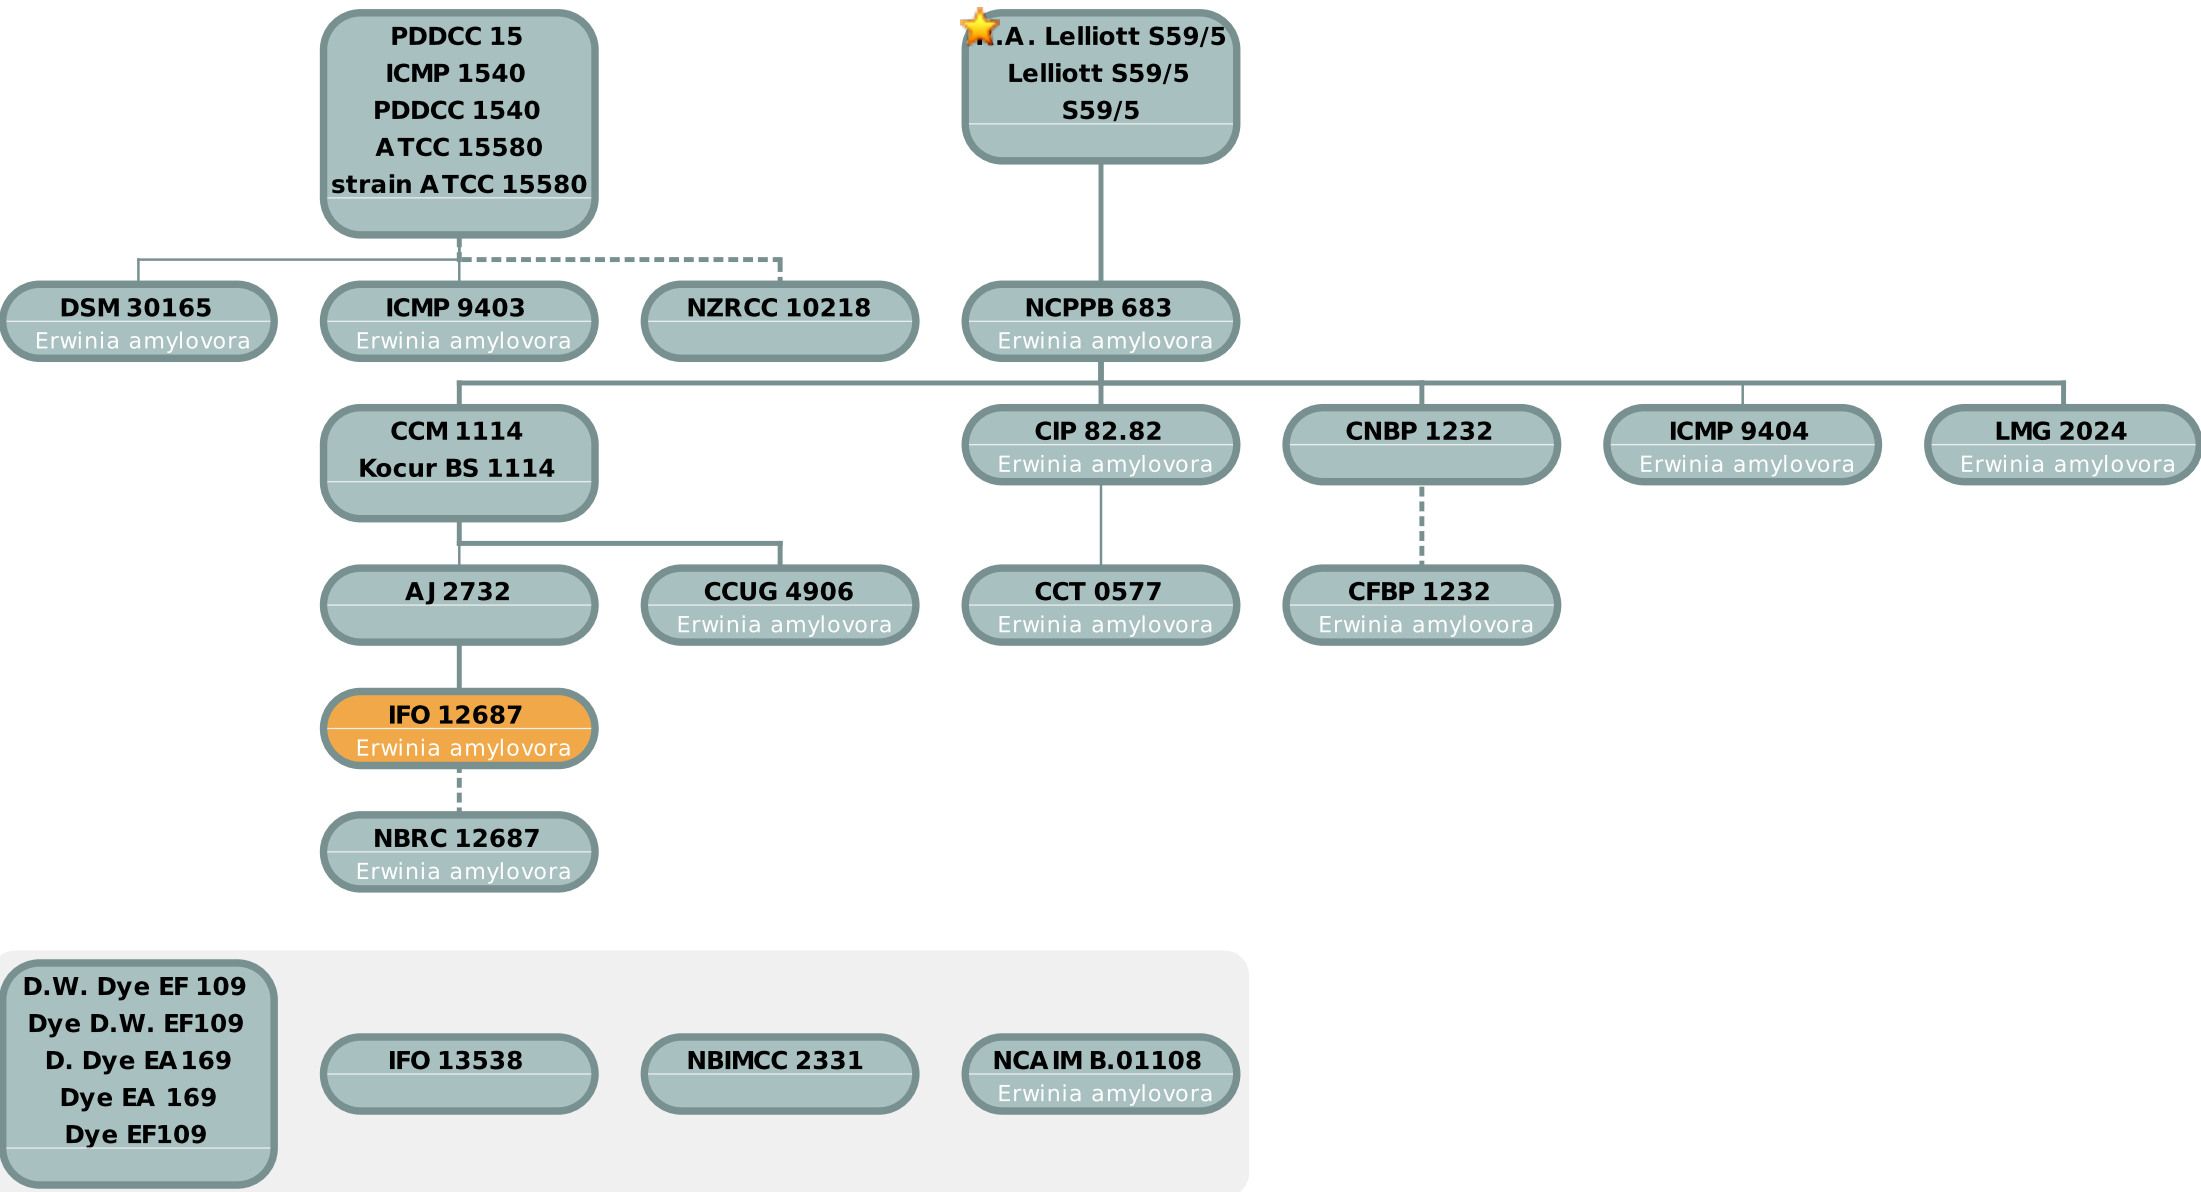 PDDCC 15
ICMP 1540
PDDCC 1540
ATCC 15580
strain ATCC 15580
.A. Lelliott S59/5
Lelliott S59/5
S59/5
DSM 30165
Erwinia amylovora
ICMP 9403
Erwinia amylovora
NZRCC 10218
NCPPB 683
Erwinia amylovora
CCM 1114
Kocur BS 1114
CIP 82.82
Erwinia amylovora
CNBP 1232
ICMP 9404
Erwinia amylovora
LMG 2024
Erwinia amylovora
AJ 2732
CCUG 4906
Erwinia amylovora
CCT 0577
Erwinia amylovora
CFBP 1232
Erwinia amylovora
IFO 12687
Erwinia amylovora
NBRC 12687
Erwinia amylovora
D.W. Dye EF 109
Dye D.W. EF109
D. Dye EA169
Dye EA 169
Dye EF109
IFO 13538
NBIMCC 2331
NCAIM B.01108
Erwinia amylovora